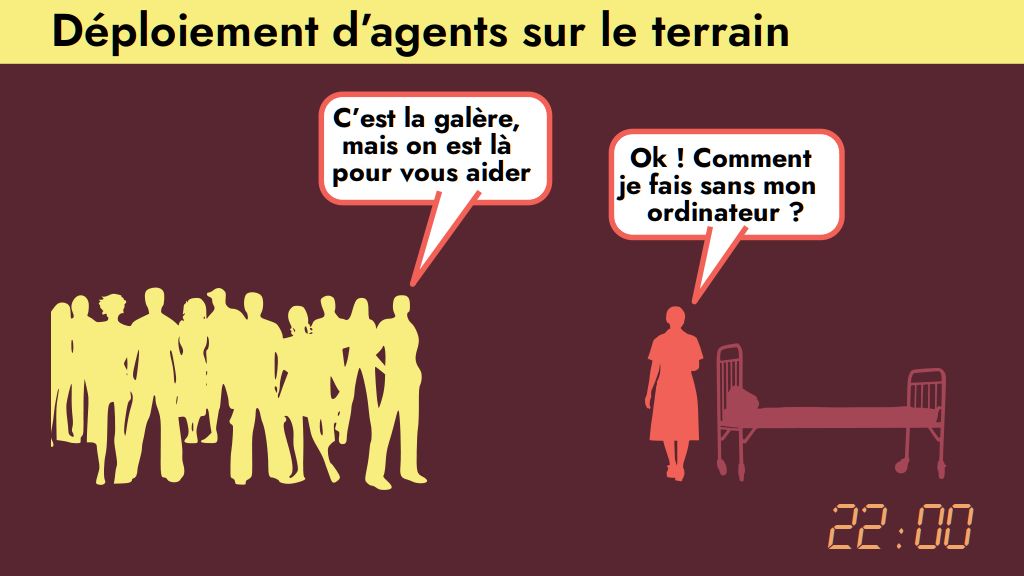 Déploiement d’agents sur le terrain
C’est la galère,
mais on est là
pour vous aider
Ok ! Comment
je fais sans mon
ordinateur ?
22:00